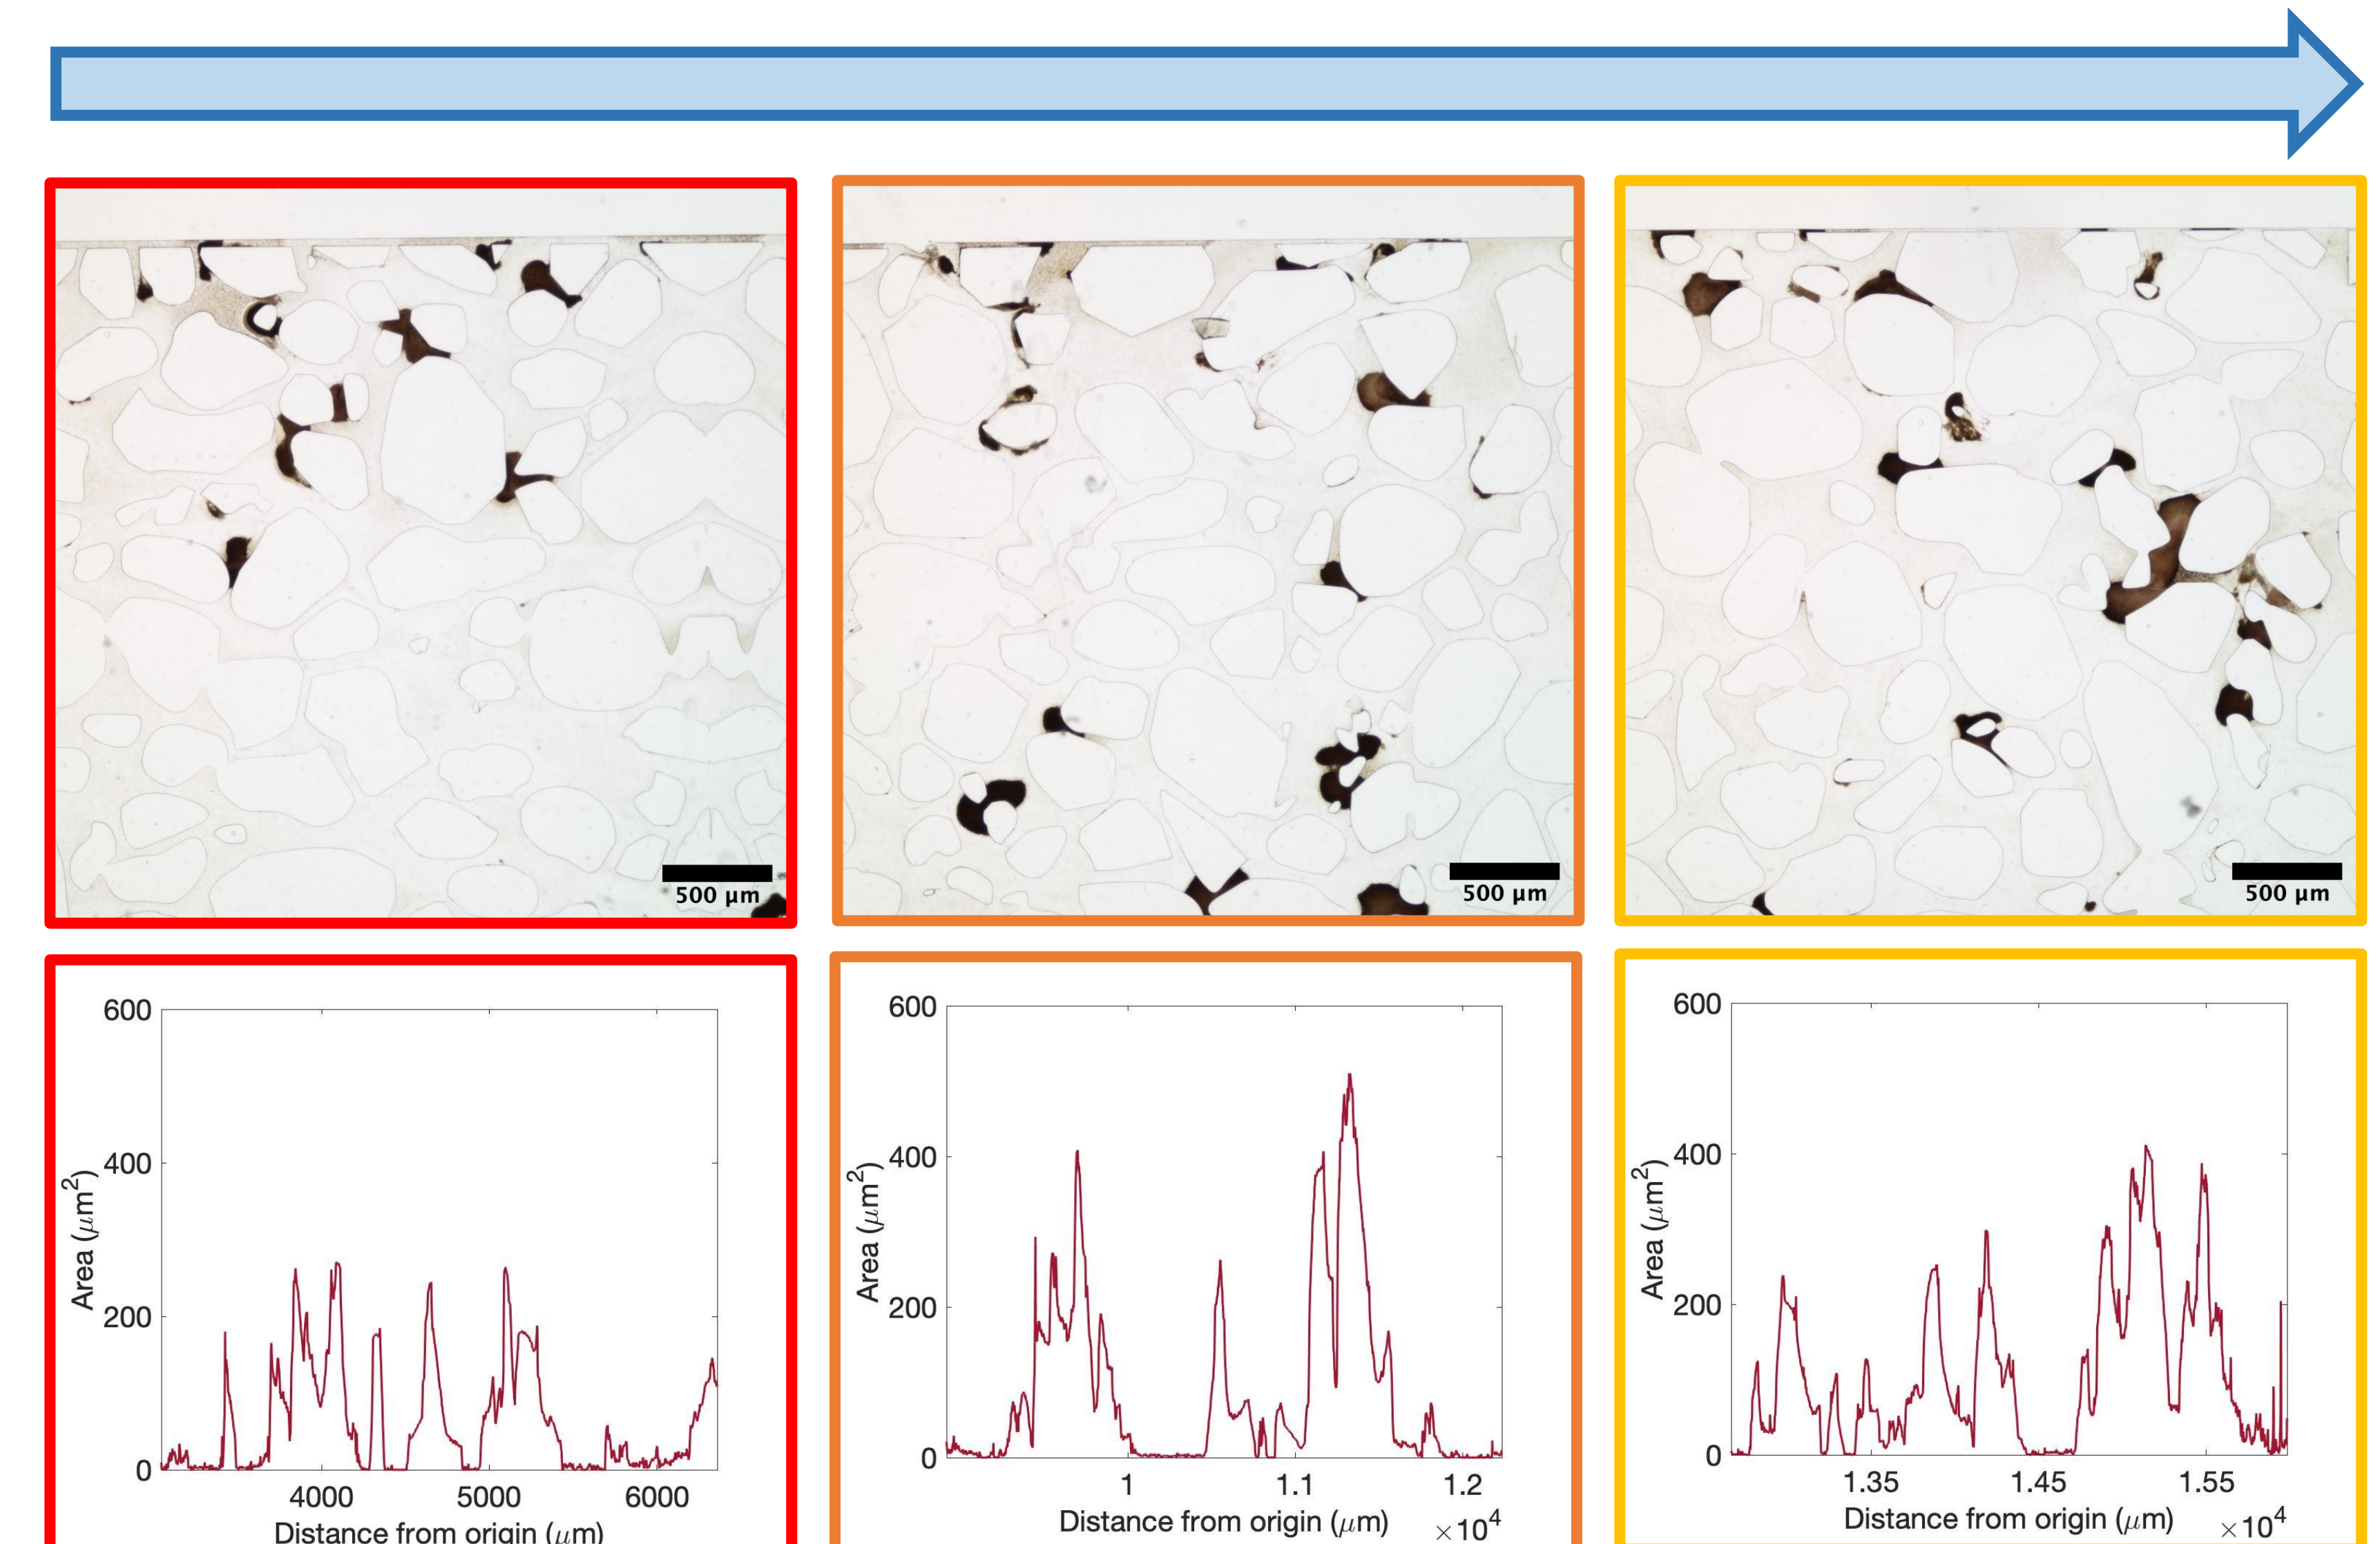 500 µm
500 µm
500 µm
600
400
200
0
Area (μm²)
4000 5000 6000
Distance from origin (μm)
600
400
200
0
Area (μm²)
1 1.1 1.2
Distance from origin (μm) ×10⁴
600
400
200
0
Area (μm²)
1.35 1.45 1.55
Distance from origin (μm) ×10⁴